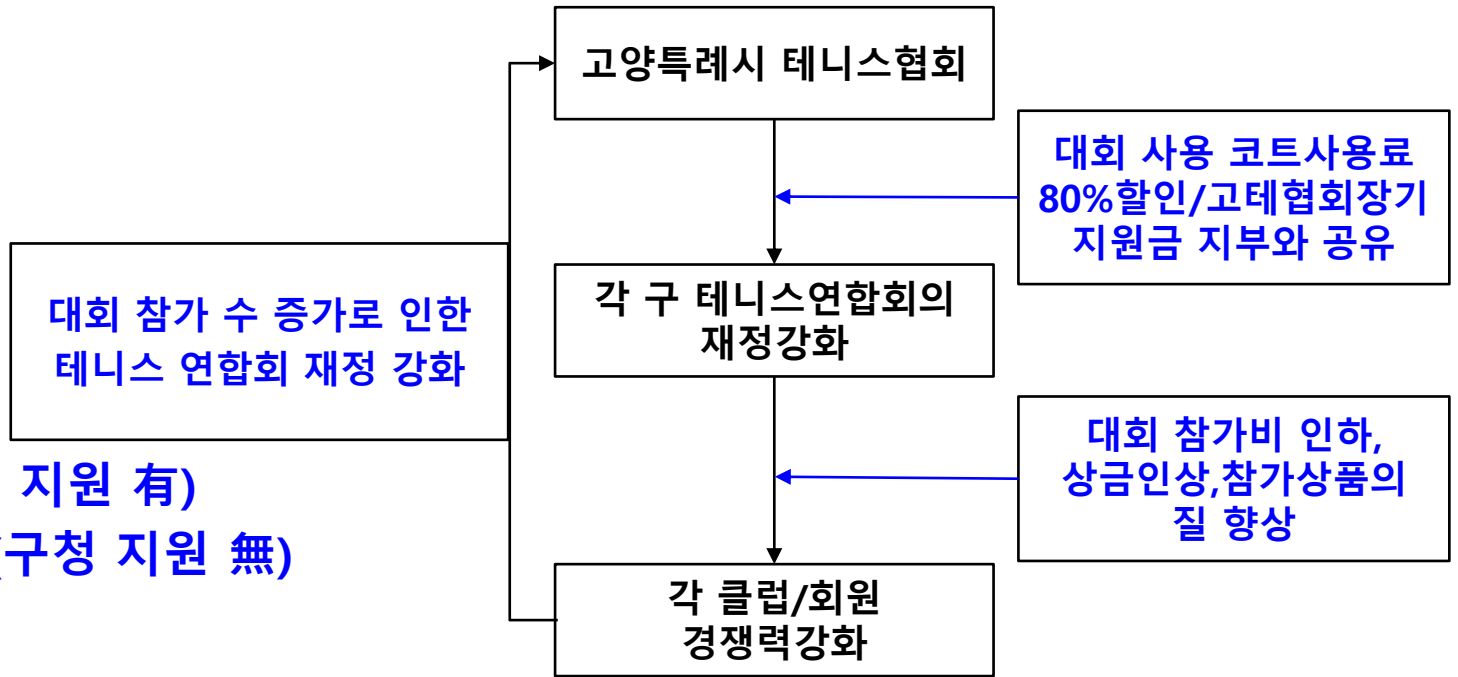 고양특례시 테니스협회
대회 사용 코트사용료
80%할인/고테협회장기
지원금 지부와 공유
각 구 테니스연합회의
재정강화
대회 참가 수 증가로 인한
테니스 연합회 재정 강화
대회 참가비 인하,
상금인상,참가상품의
질 향상
지원 有)
(구청 지원 無)
각 클럽/회원
경쟁력강화